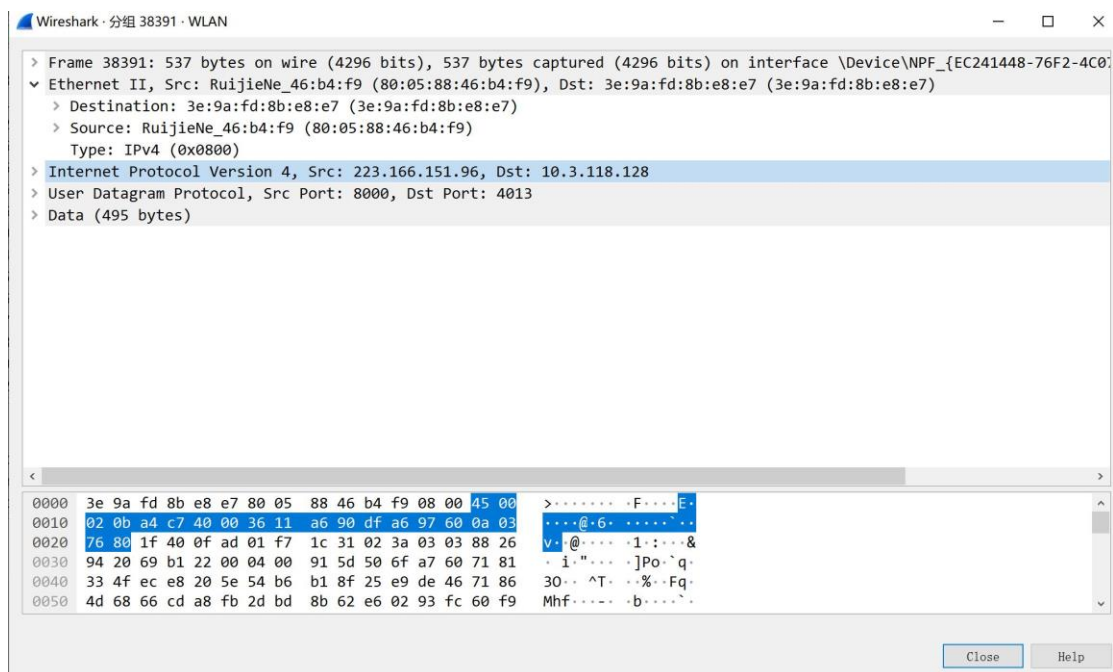 Wireshark · 分组 38391 · WLAN
> Frame 38391: 537 bytes on wire (4296 bits), 537 bytes captured (4296 bits) on interface \Device\NPF_{EC241448-76F2-4C07
Ethernet II, Src: RuijieNe_46:b4:f9 (80:05:88:46:b4:f9), Dst: 3e:9a:fd:8b:e8:e7 (3e:9a:fd:8b:e8:e7)
> Destination: 3e:9a:fd:8b:e8:e7 (3e:9a:fd:8b:e8:e7)
> Source: RuijieNe_46:b4:f9 (80:05:88:46:b4:f9)
Type: IPv4 (0x0800)
> Internet Protocol Version 4, Src: 223.166.151.96, Dst: 10.3.118.128
> User Datagram Protocol, Src Port: 8000, Dst Port: 4013
> Data (495 bytes)
0000 3e 9a fd 8b e8 e7 80 05 88 46 b4 f9 08 00 45 00 >······· ·F····E·
0010 02 0b a4 c7 40 00 36 11 a6 90 df a6 97 60 0a 03 ····@·6· ·····`··
0020 76 80 1f 40 0f ad 01 f7 1c 31 02 3a 03 03 88 26 v··@···· ·1·:···&
0030 94 20 69 b1 22 00 04 00 91 5d 50 6f a7 60 71 81 · i·"··· ·]Po·`q·
0040 33 4f ec e8 20 5e 54 b6 b1 8f 25 e9 de 46 71 86 3O·· ^T· ··%··Fq·
0050 4d 68 66 cd a8 fb 2d bd 8b 62 e6 02 93 fc 60 f9 Mhf···-· ·b····`·
Close Help